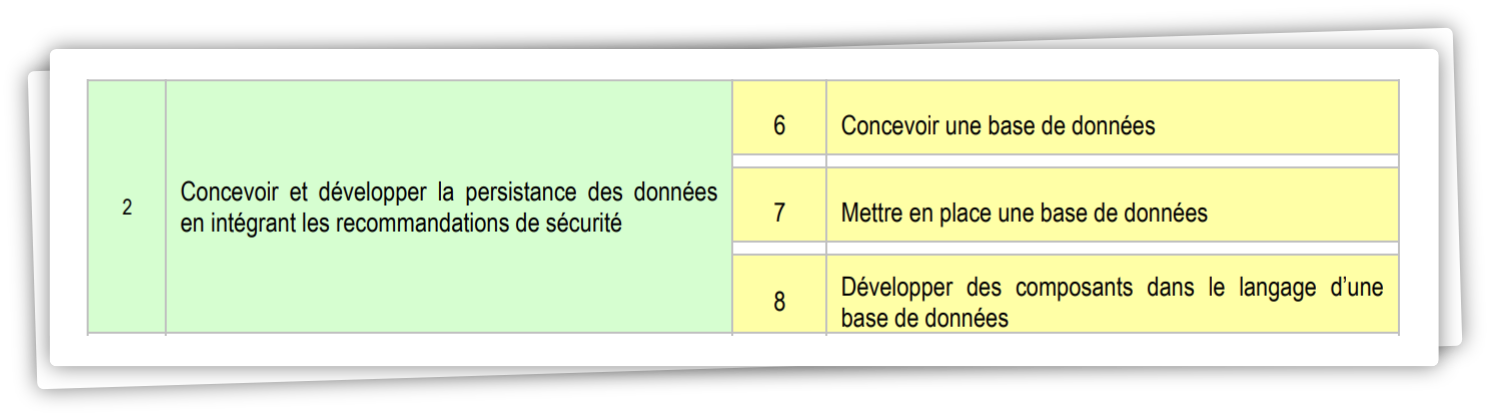 2
Concevoir et développer la persistance des données
en intégrant les recommandations de sécurité
6
Concevoir une base de données
7
Mettre en place une base de données
8
Développer des composants dans le langage d’une
base de données